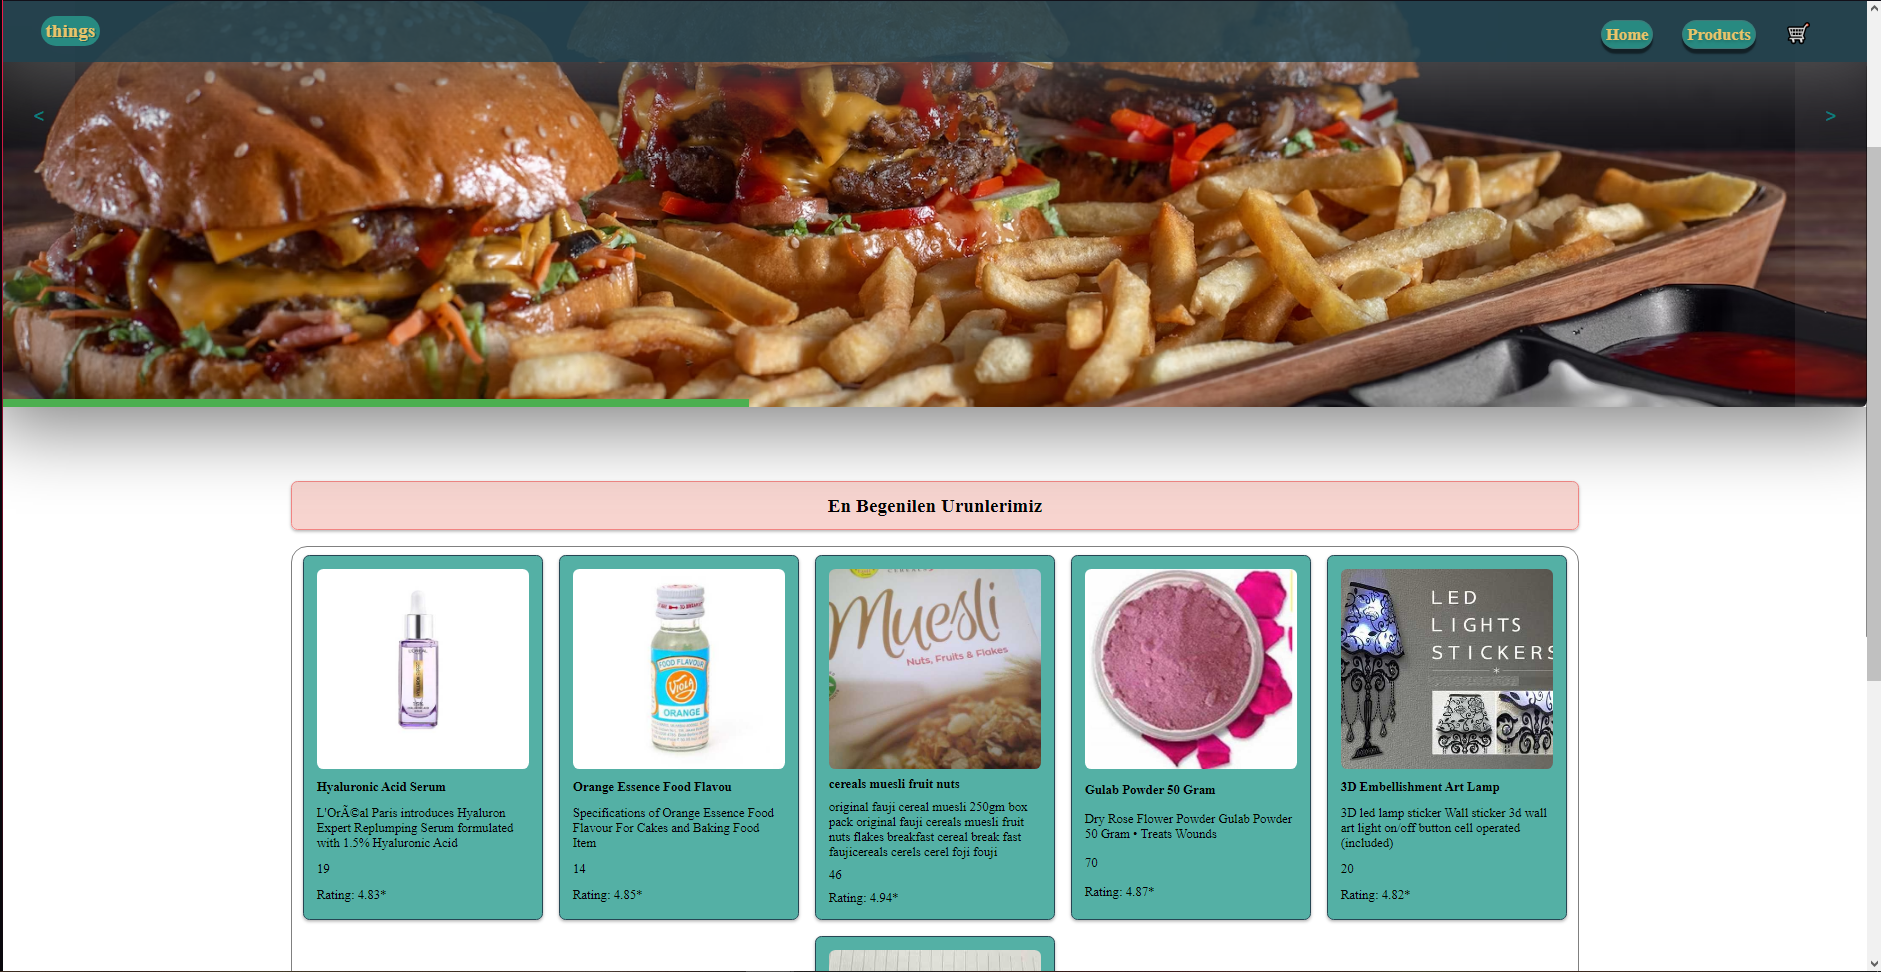 things
Home
Products
<
>
En Begenilen Urunlerimiz
Hyaluronic Acid Serum
L'OrÃ©al Paris introduces Hyaluron
Expert Replumping Serum formulated
with 1.5% Hyaluronic Acid
19
Rating: 4.83*
FOOD FLAVOUR
VIOLA
ORANGE
Orange Essence Food Flavou
Specifications of Orange Essence Food
Flavour For Cakes and Baking Food
Item
14
Rating: 4.85*
Muesli
Nuts, Fruits & Flakes
cereals muesli fruit nuts
original fauji cereal muesli 250gm box
pack original fauji cereals muesli fruit
nuts flakes breakfast cereal break fast
faujicereals cerels cerel foji fouji
46
Rating: 4.94*
Gulab Powder 50 Gram
Dry Rose Flower Powder Gulab Powder
50 Gram • Treats Wounds
70
Rating: 4.87*
LED
LIGHTS
STICKERS
3D Embellishment Art Lamp
3D led lamp sticker Wall sticker 3d wall
art light on/off button cell operated
(included)
20
Rating: 4.82*